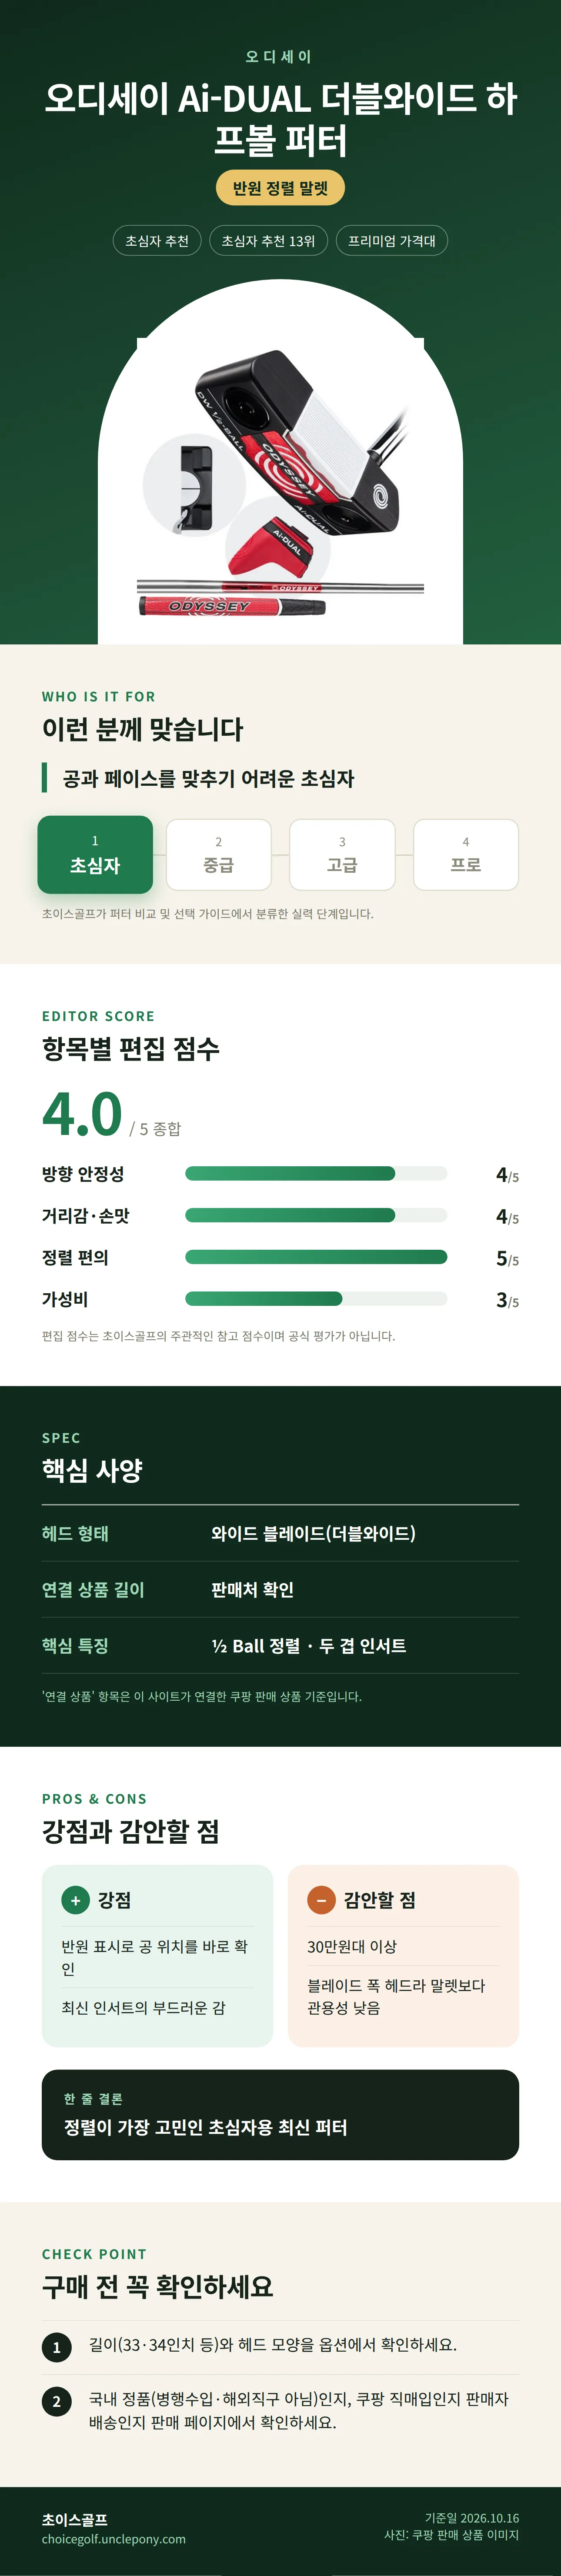 오디세이
오디세이 Ai-DUAL 더블와이드 하
프볼 퍼터
반원 정렬 말렛
초심자 추천
초심자 추천 13위
프리미엄 가격대
DW 1/2-BALL
ODYSSEY
Ai-DUAL
Ai-DUAL
ODYSSEY
ODYSSEY
WHO IS IT FOR
이런 분께 맞습니다
공과 페이스를 맞추기 어려운 초심자
1
초심자
2
중급
3
고급
4
프로
초이스골프가 퍼터 비교 및 선택 가이드에서 분류한 실력 단계입니다.
EDITOR SCORE
항목별 편집 점수
4.0 / 5 종합
방향 안정성 4/5
거리감·손맛 4/5
정렬 편의 5/5
가성비 3/5
편집 점수는 초이스골프의 주관적인 참고 점수이며 공식 평가가 아닙니다.
SPEC
핵심 사양
헤드 형태 와이드 블레이드(더블와이드)
연결 상품 길이 판매처 확인
핵심 특징 ½ Ball 정렬 · 두 겹 인서트
'연결 상품' 항목은 이 사이트가 연결한 쿠팡 판매 상품 기준입니다.
PROS & CONS
강점과 감안할 점
+ 강점
반원 표시로 공 위치를 바로 확
인
최신 인서트의 부드러운 감
− 감안할 점
30만원대 이상
블레이드 폭 헤드라 말렛보다
관용성 낮음
한 줄 결론
정렬이 가장 고민인 초심자용 최신 퍼터
CHECK POINT
구매 전 꼭 확인하세요
1 길이(33·34인치 등)와 헤드 모양을 옵션에서 확인하세요.
2 국내 정품(병행수입·해외직구 아님)인지, 쿠팡 직매입인지 판매자
배송인지 판매 페이지에서 확인하세요.
초이스골프
choicegolf.unclepony.com
기준일 2026.10.16
사진: 쿠팡 판매 상품 이미지